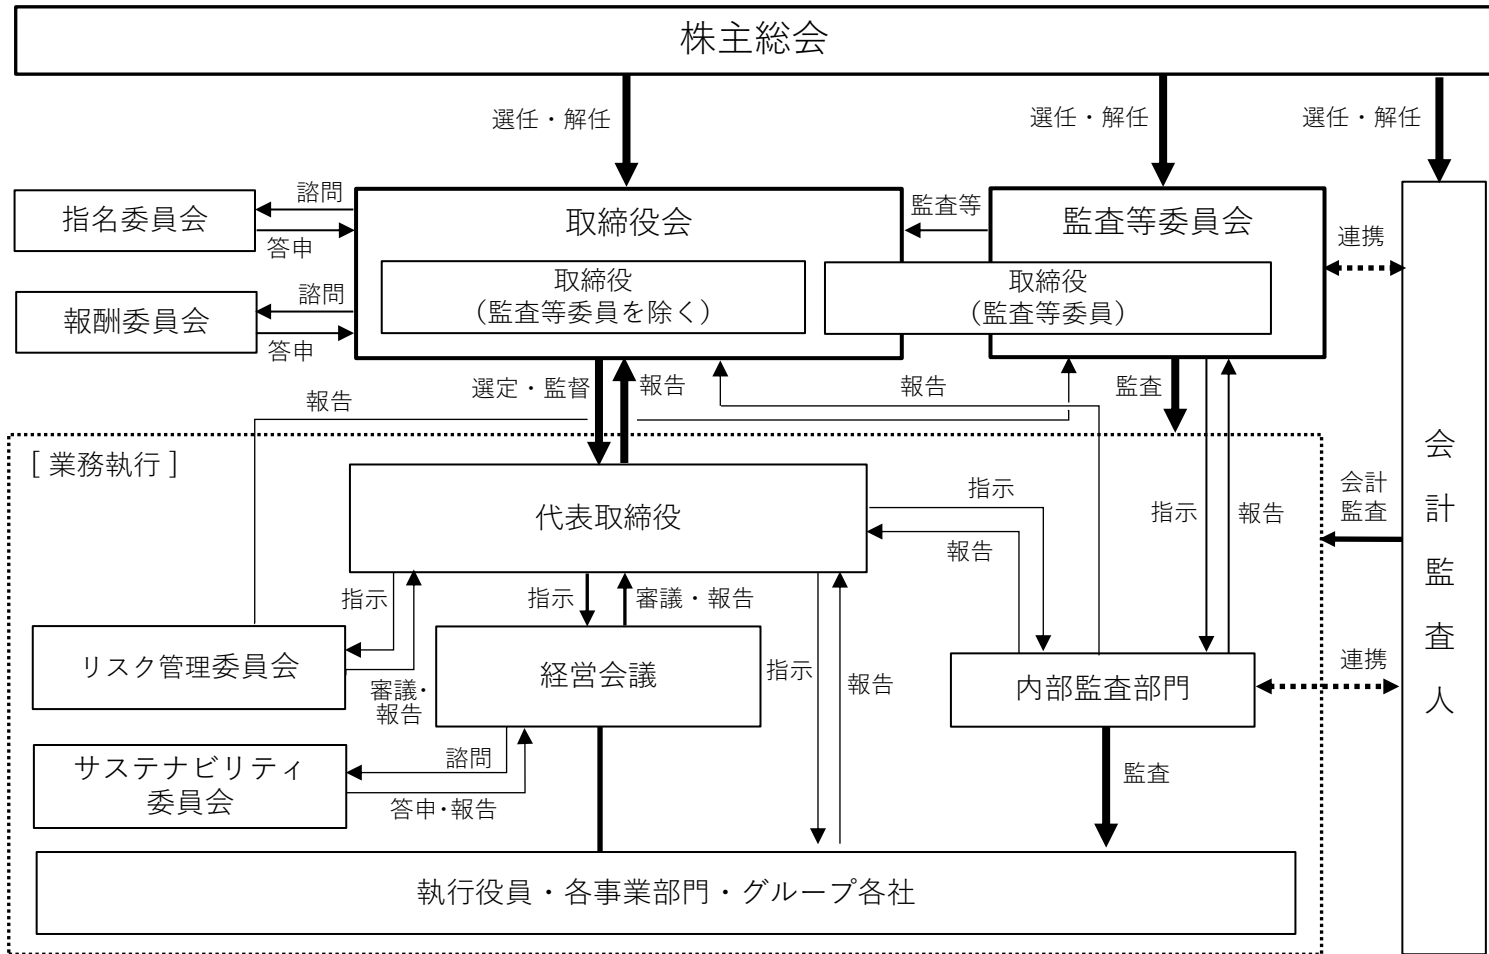 株主総会
選任・解任
選任・解任
選任・解任
指名委員会
諮問
答申
取締役会
監査等
監査等委員会
連携
取締役
（監査等委員を除く）
取締役
（監査等委員）
報酬委員会
諮問
答申
選定・監督
報告
報告
報告
監査
[ 業務執行 ]
代表取締役
指示
報告
指示
報告
会計
監査
会計監査人
指示
指示
審議・報告
リスク管理委員会
審議・
報告
経営会議
指示
報告
内部監査部門
連携
サステナビリティ
委員会
諮問
答申・報告
監査
執行役員・各事業部門・グループ各社